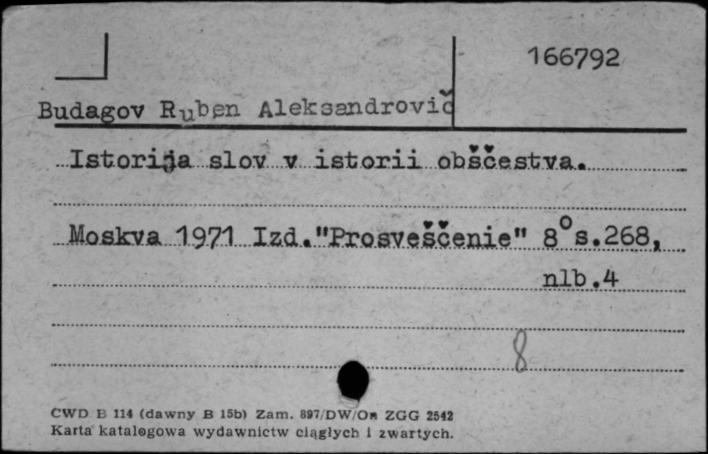 166792
Budagov Ruben Aleksandrovič
Istorija slov v istorii obščestva.
Moskva 1971 Izd."Prosveščenie" 8° s.268,
nlb.4
8
CWD B 114 (dawny B 15b) Zam. 897/DW/On ZGG 2542
Karta katalogowa wydawnictw ciągłych i zwartych.